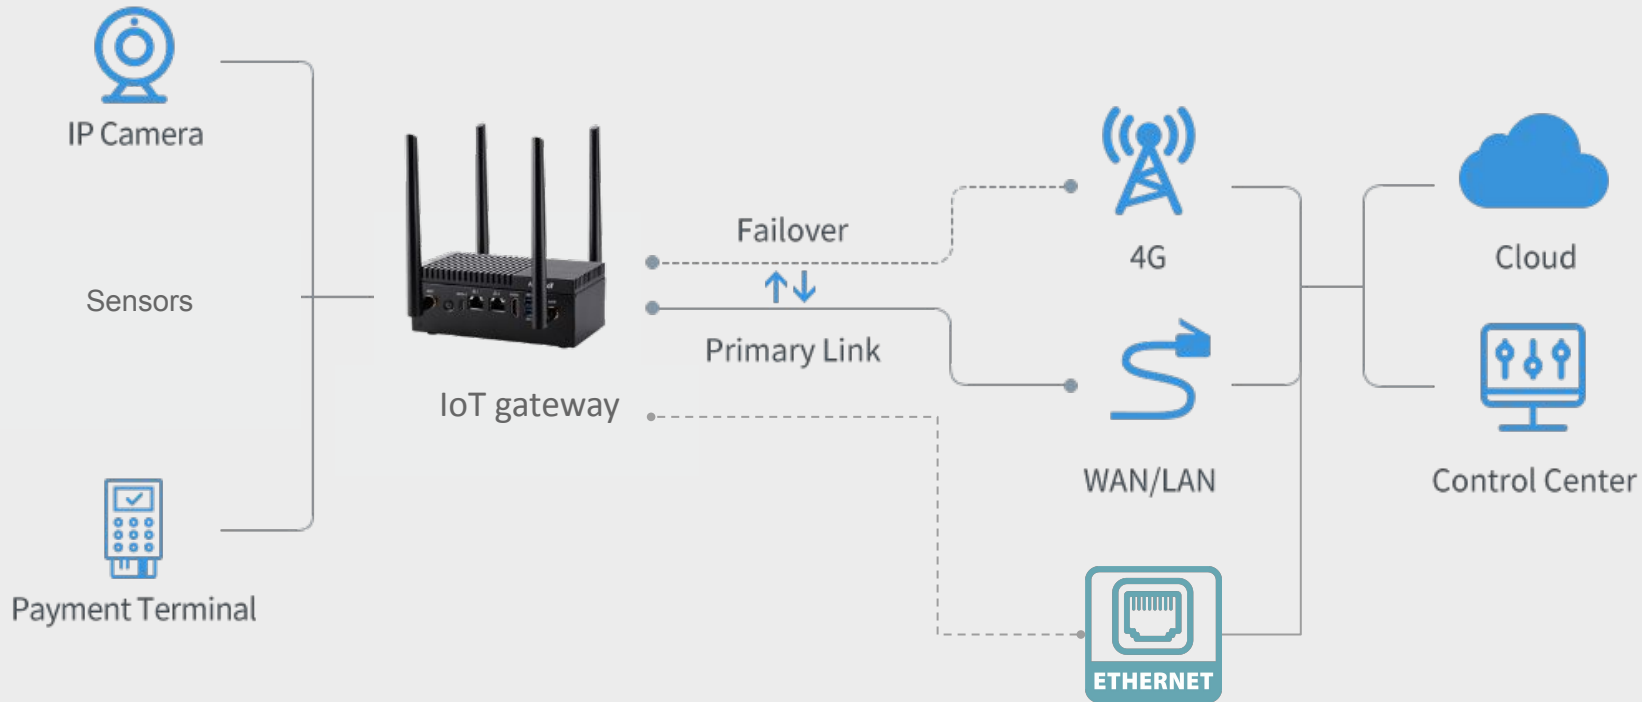 IP Camera
Sensors
Payment Terminal
IoT gateway
Failover
Primary Link
4G
WAN/LAN
ETHERNET
Cloud
Control Center